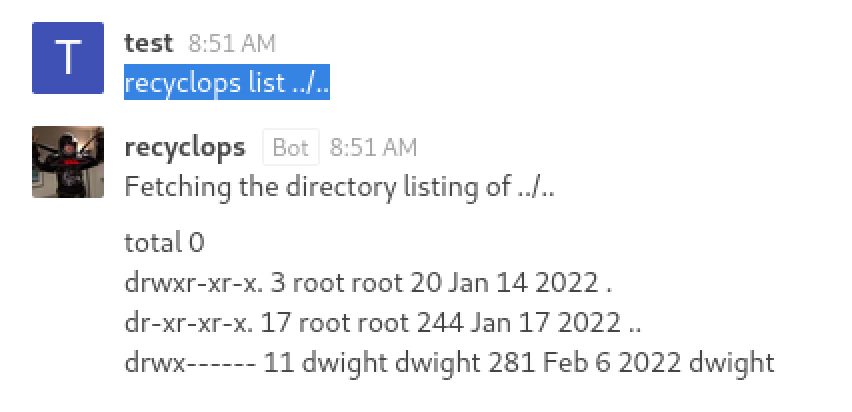 T
test 8:51 AM
recyclops list ../..
recyclops Bot 8:51 AM
Fetching the directory listing of ../..
total 0
drwxr-xr-x. 3 root root 20 Jan 14 2022 .
dr-xr-xr-x. 17 root root 244 Jan 17 2022 ..
drwx------ 11 dwight dwight 281 Feb 6 2022 dwight